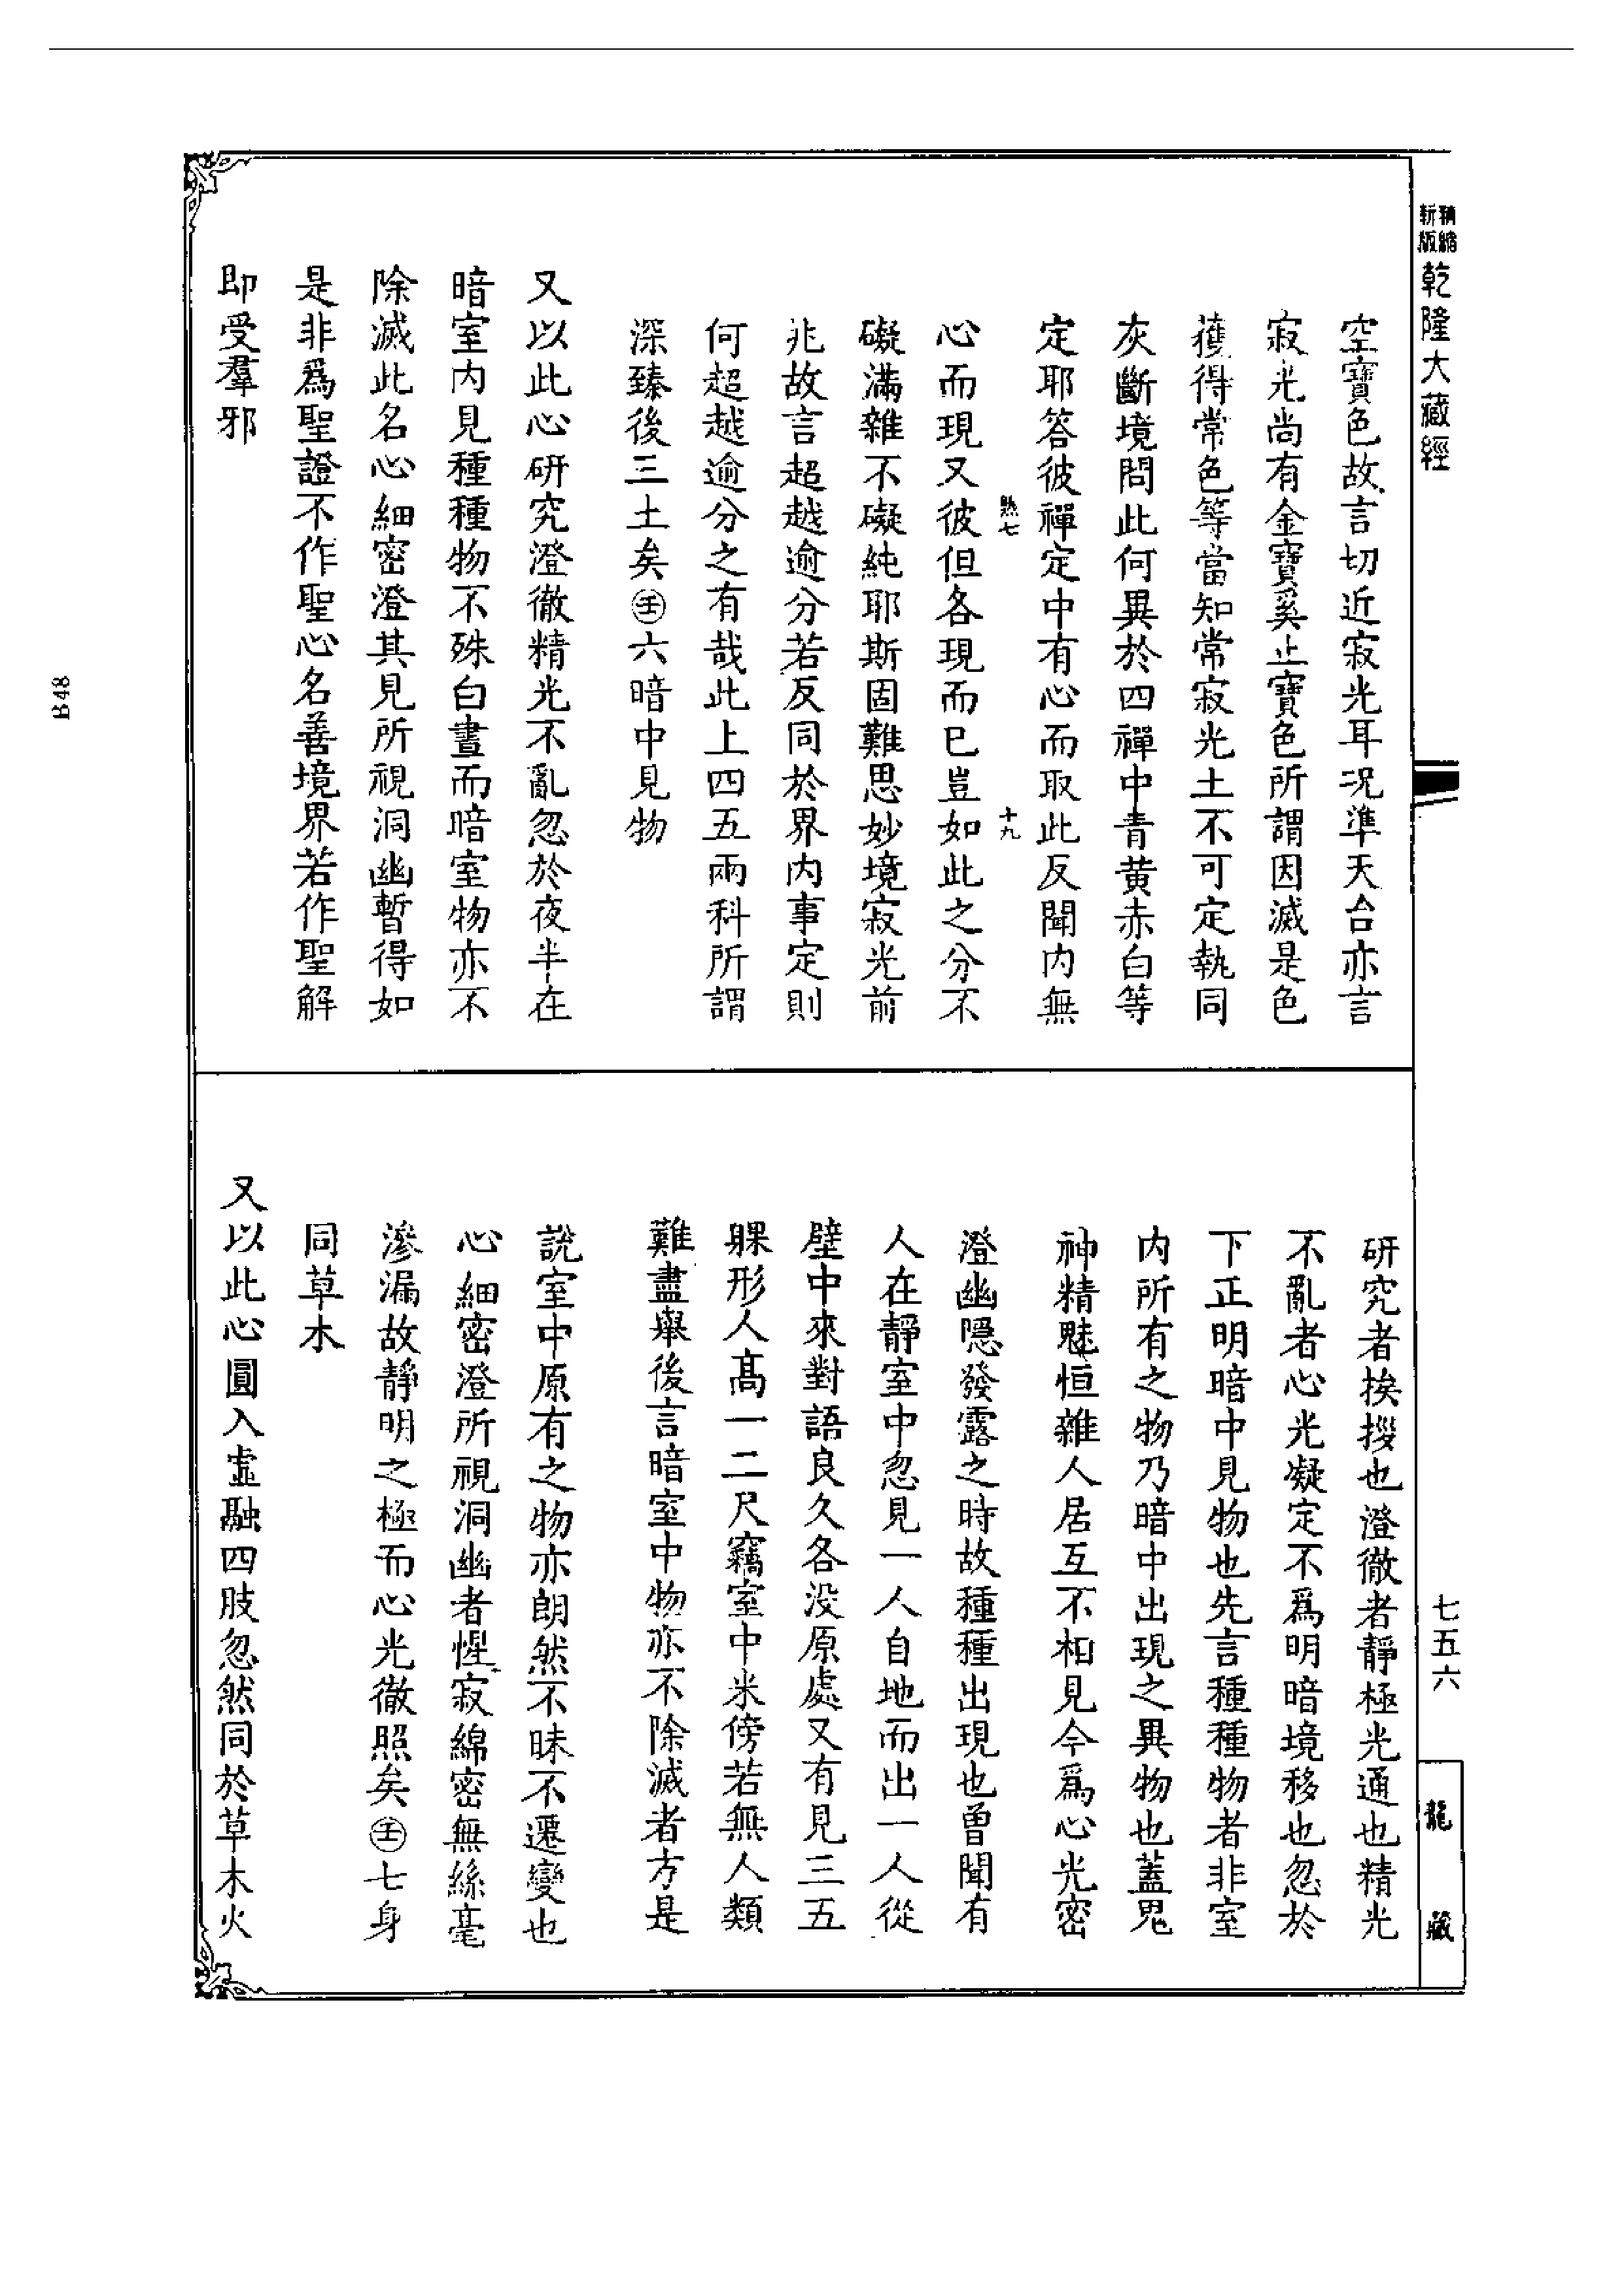 精縮
新版
乾隆大藏經
空寶色故言切近寂光耳况準天台亦言
寂光尚有金寶奚止寶色所謂因滅是色
獲得常色等當知常寂光土不可定執同
灰斷境問此何異於四禪中青黄赤白等
定耶答彼禪定中有心而取此反聞内無
熟七
十九
心而現又彼但各現而已豈如此之分不
礙滿雜不礙純耶斯固難思妙境寂光前
兆故言超越逾分若反同於界内事定則
何超越逾分之有哉此上四五兩科所謂
深臻後三土矣㊂六暗中見物
又以此心研究澄徹精光不亂忽於夜半在
暗室内見種種物不殊白晝而暗室物亦不
除滅此名心細密澄其見所視洞幽暫得如
是非爲聖證不作聖心名善境界若作聖解
即受羣邪
研究者挨拶也澄徹者靜極光通也精光
不亂者心光凝定不爲明暗境移也忽於
下正明暗中見物也先言種種物者非室
内所有之物乃暗中出現之異物也蓋鬼
神精魅恒雜人居互不相見今爲心光密
澄幽隱發露之時故種種出現也曾聞有
人在靜室中忽見一人自地而出一人從
壁中來對語良久各没原處又有見三五
躶形人高一二尺竊室中米傍若無人類
難盡舉後言暗室中物亦不除滅者方是
說室中原有之物亦朗然不昧不遷變也
心細密澄所視洞幽者惺寂綿密無絲毫
滲漏故靜明之極而心光徹照矣㊂七身
同草木
又以此心圓入虛融四肢忽然同於草木火
七五六
龍藏
B48